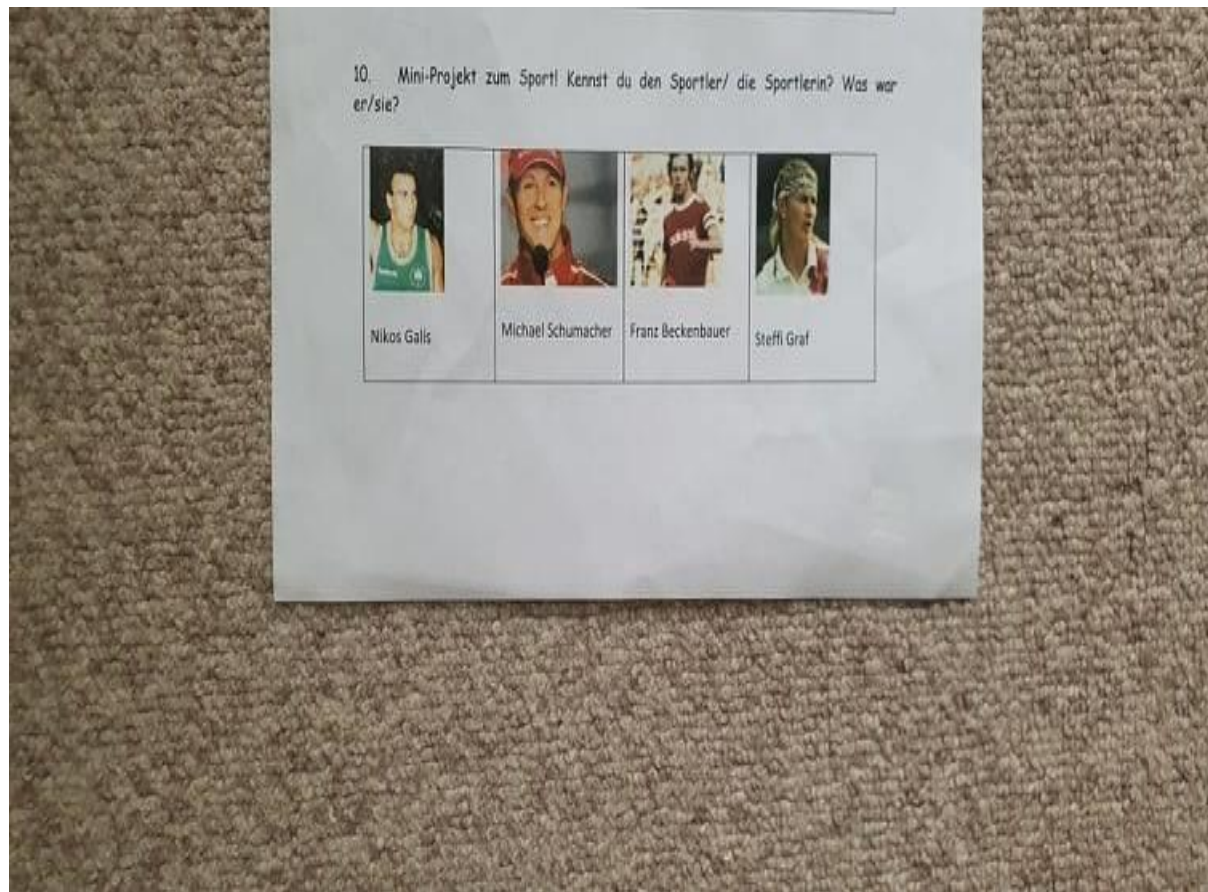 10. Mini-Projekt zum Sport! Kennst du den Sportler/ die Sportlerin? Was war
er/sie?
Nikos Galis
Michael Schumacher
Franz Beckenbauer
Steffi Graf